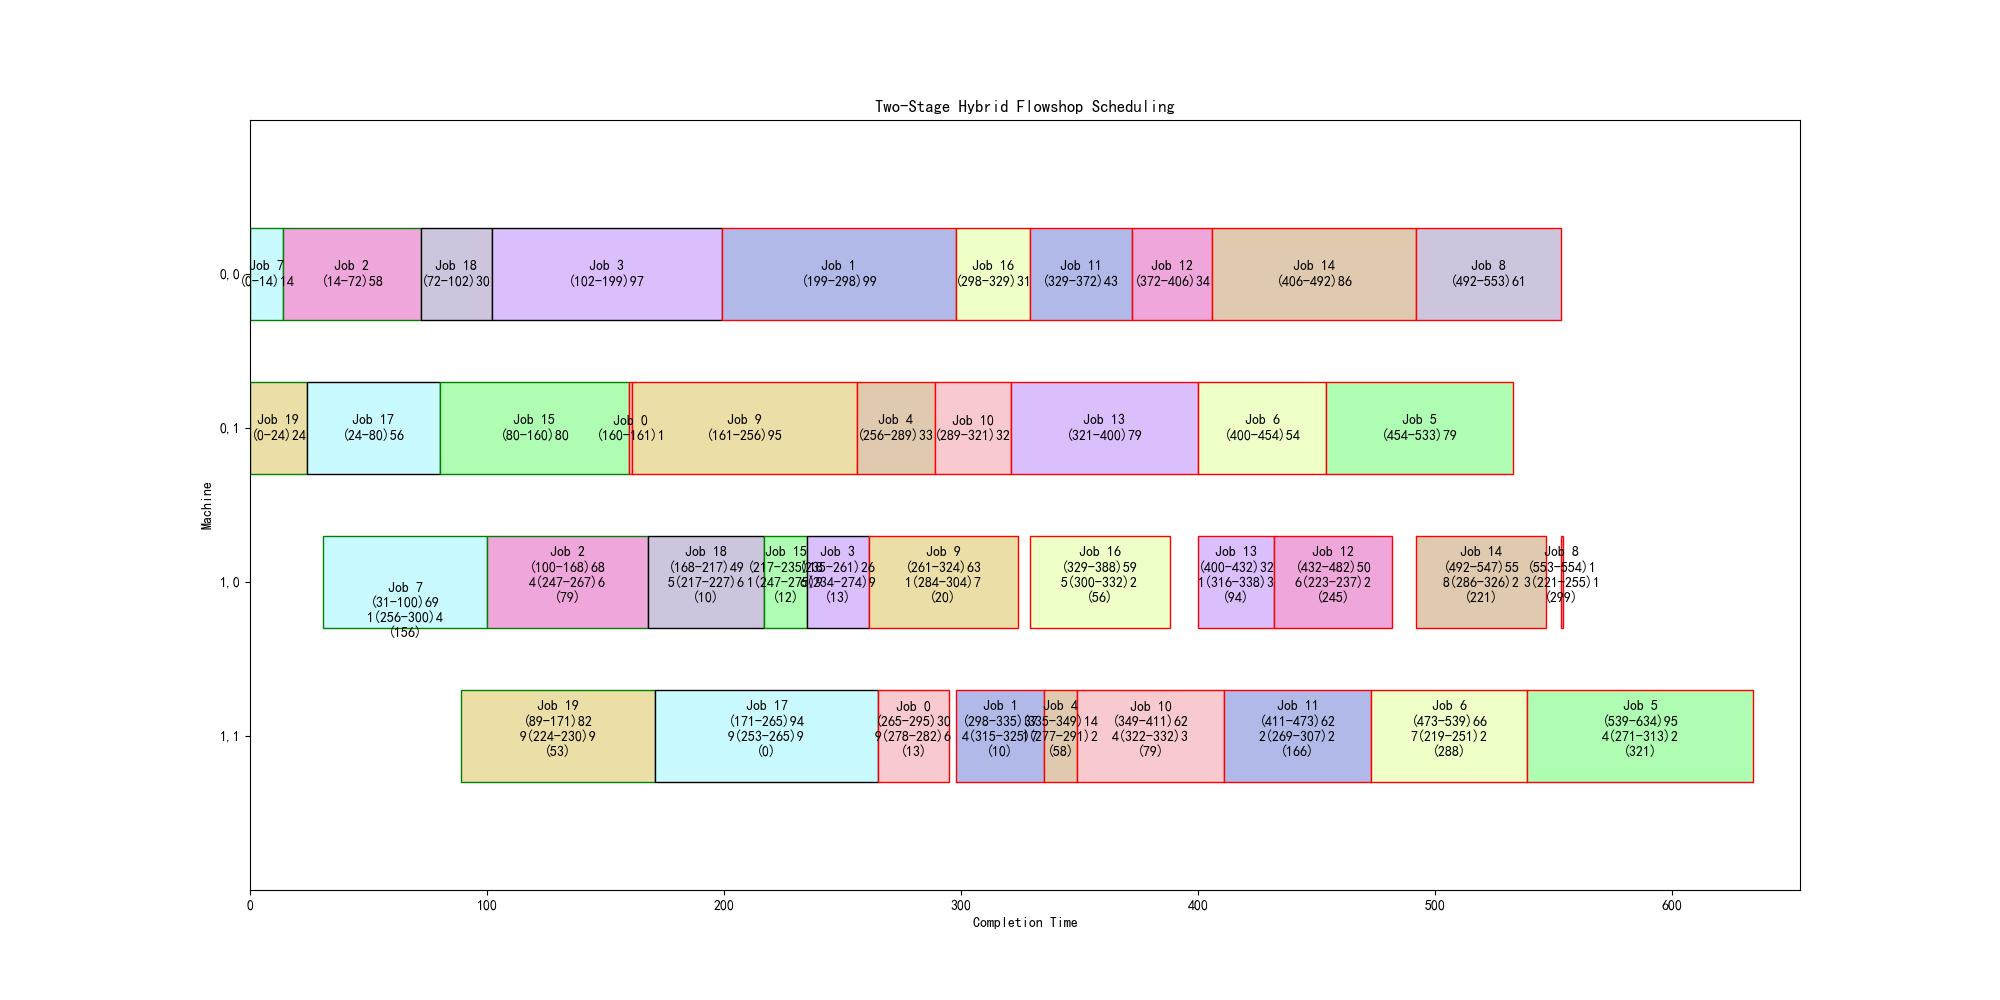 Two-Stage Hybrid Flowshop Scheduling
0,0
Job 7
(0-14)14
Job 2
(14-72)58
Job 18
(72-102)30
Job 3
(102-199)97
Job 1
(199-298)99
Job 16
(298-329)31
Job 11
(329-372)43
Job 12
(372-406)34
Job 14
(406-492)86
Job 8
(492-553)61
0,1
Job 19
(0-24)24
Job 17
(24-80)56
Job 15
(80-160)80
Job 0
(160-161)1
Job 9
(161-256)95
Job 4
(256-289)33
Job 10
(289-321)32
Job 13
(321-400)79
Job 6
(400-454)54
Job 5
(454-533)79
Machine
1,0
Job 7
(31-100)69
1(256-300)4
(156)
Job 2
(100-168)68
4(247-267)6
(79)
Job 18
(168-217)49
5(217-227)6
(10)
Job 15
(217-235)18
(12)
Job 3
(235-261)26
(13)
Job 9
(261-324)63
1(284-304)7
(20)
Job 16
(329-388)59
5(300-332)2
(56)
Job 13
(400-432)32
1(316-338)3
(94)
Job 12
(432-482)50
6(223-237)2
(245)
Job 14
(492-547)55
8(286-326)2
(221)
Job 8
(553-554)1
3(221-255)1
(299)
1,1
Job 19
(89-171)82
9(224-230)9
(53)
Job 17
(171-265)94
9(253-265)9
(0)
Job 0
(265-295)30
9(278-282)6
(13)
Job 1
(298-335)37
(10)
Job 4
(335-349)14
1(277-291)2
(58)
Job 10
(349-411)62
4(322-332)3
(79)
Job 11
(411-473)62
2(269-307)2
(166)
Job 6
(473-539)66
7(219-251)2
(288)
Job 5
(539-634)95
4(271-313)2
(321)
0 100 200 300 400 500 600
Completion Time